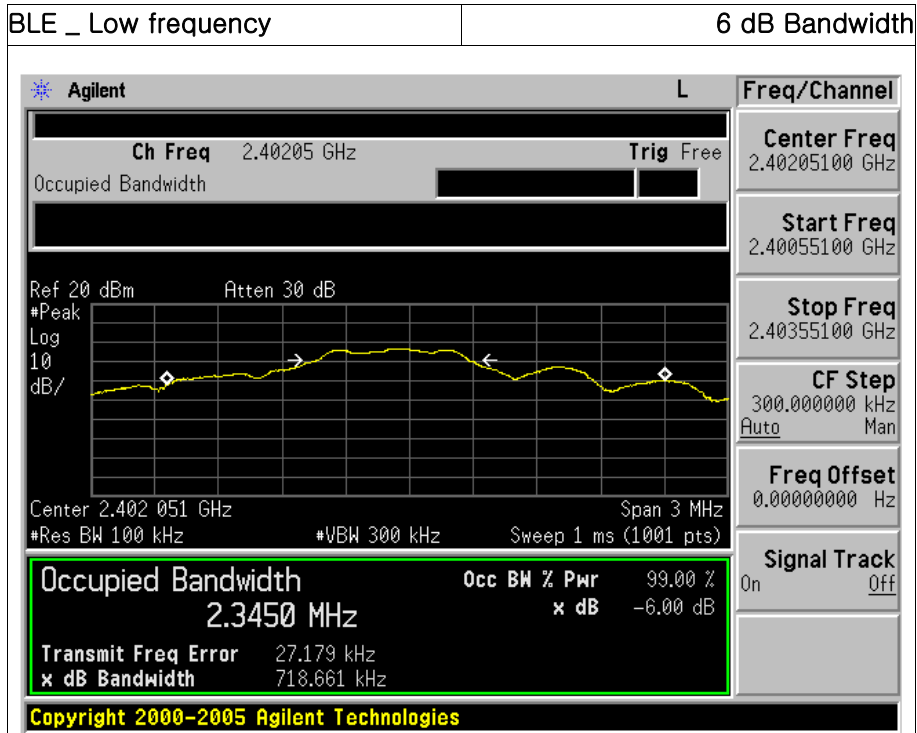 BLE _ Low frequency
6 dB Bandwidth
Agilent
L
Freq/Channel
Ch Freq 2.40205 GHz
Trig Free
Occupied Bandwidth
Center Freq
2.40205100 GHz
Start Freq
2.40055100 GHz
Stop Freq
2.40355100 GHz
CF Step
300.000000 kHz
Auto Man
Freq Offset
0.00000000 Hz
Signal Track
On Off
Ref 20 dBm
Atten 30 dB
#Peak
Log
10
dB/
Center 2.402 051 GHz
Span 3 MHz
#Res BW 100 kHz
#VBW 300 kHz
Sweep 1 ms (1001 pts)
Occupied Bandwidth
2.3450 MHz
Occ BW % Pwr 99.00 %
x dB -6.00 dB
Transmit Freq Error 27.179 kHz
x dB Bandwidth 718.661 kHz
Copyright 2000-2005 Agilent Technologies